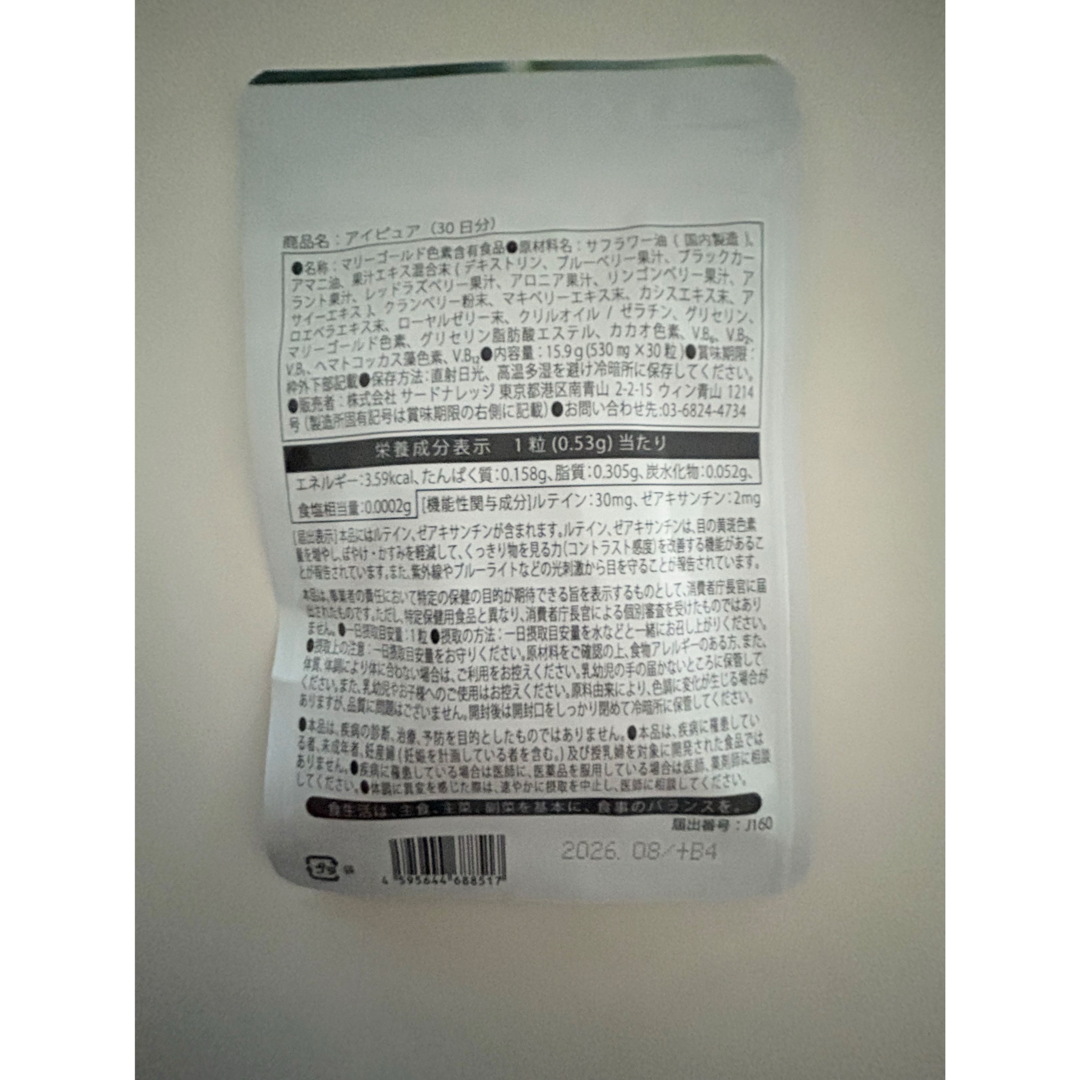 商品名：アイピュア（30日分）
●名称：マリーゴールド色素含有食品●原材料名：サフラワー油（国内製造）、
アマニ油、果汁エキス混合末（デキストリン、ブルーベリー果汁、ブラックカー
ラント果汁、レッドラズベリー果汁、アロニア果汁、リンゴンベリー果汁、ア
サイーエキス）、クランベリー粉末、マキベリーエキス末、カシスエキス末、ア
ロエベラエキス末、ローヤルゼリー末、クリルオイル / ゼラチン、グリセリン、
マリーゴールド色素、グリセリン脂肪酸エステル、カカオ色素、V.B₆、V.B₂、
V.B₁、ヘマトコッカス藻色素、V.B₁₂●内容量：15.9g（530㎎×30粒）●賞味期限：
枠外下部記載●保存方法：直射日光、高温多湿を避け冷暗所に保存してください。
●販売者：株式会社 サードナレッジ 東京都港区南青山 2-2-15 ウィン青山 1214
号（製造所固有記号は賞味期限の右側に記載）●お問い合わせ先：03-6824-4734
栄養成分表示　1粒（0.53g）当たり
エネルギー：3.59kcal、たんぱく質：0.158g、脂質：0.305g、炭水化物：0.052g、
食塩相当量：0.0002g [機能性関与成分]ルテイン：30mg、ゼアキサンチン：2mg
[届出表示]本品にはルテイン、ゼアキサンチンが含まれます。ルテイン、ゼアキサンチンは、目の黄斑色素
量を増やし、ぼやけ・かすみを軽減して、くっきり物を見る力（コントラスト感度）を改善する機能があるこ
とが報告されています。また、紫外線やブルーライトなどの光刺激から目を守ることが報告されています。
本品は、事業者の責任において特定の保健の目的が期待できる旨を表示するものとして、消費者庁長官に届
出されたものです。ただし、特定保健用食品と異なり、消費者庁長官による個別審査を受けたものではあり
ません。●一日摂取目安量：1粒●摂取の方法：一日摂取目安量を水などと一緒にお召し上がりください。
●摂取上の注意：一日摂取目安量をお守りください。原材料をご確認の上、食物アレルギーのある方、また、
体質、体調により体に合わない場合は、ご利用をお控えください。乳幼児の手の届かないところに保管して
ください。また、乳幼児やお子様へのご使用はお控えください。原料由来により、色調に変化が生じる場合が
ありますが、品質に問題はございません。開封後は開封口をしっかり閉めて冷暗所に保管してください。
●本品は、疾病の診断、治療、予防を目的としたものではありません。●本品は、疾病に罹患してい
る者、未成年者、妊産婦（妊娠を計画している者を含む。）及び授乳婦を対象に開発された食品では
ありません。●疾病に罹患している場合は医師に、医薬品を服用している場合は医師、薬剤師に相談
してください。●体調に異変を感じた際は、速やかに摂取を中止し、医師に相談してください。
食生活は、主食、主菜、副菜を基本に、食事のバランスを。
届出番号：J160
2026. 08/+B4
プラ
4 595644 688517